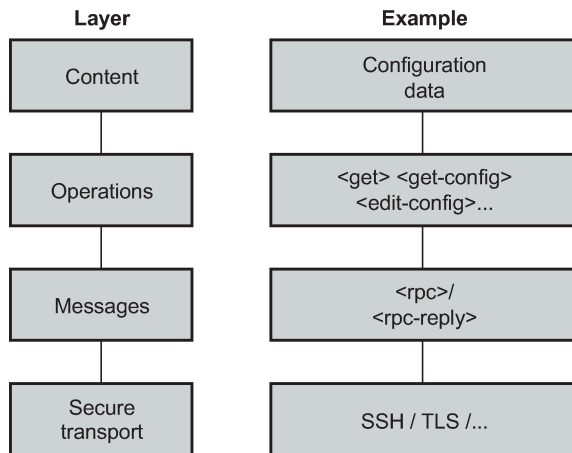 Layer
Example
Content
Configuration
data
Operations
<get> <get-config>
<edit-config>...
Messages
<rpc>/
<rpc-reply>
Secure
transport
SSH / TLS /...